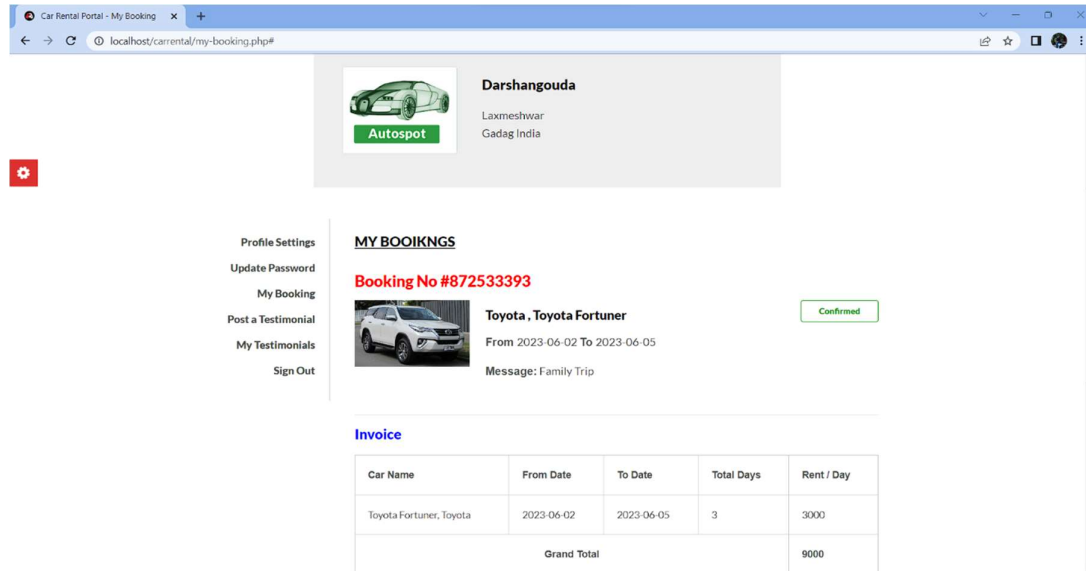 Car Rental Portal - My Booking
localhost/carrental/my-booking.php#
Autospot
Darshangouda
Laxmeshwar
Gadag India
Profile Settings
Update Password
My Booking
Post a Testimonial
My Testimonials
Sign Out
MY BOOIKNGS
Booking No #872533393
Toyota , Toyota Fortuner
From 2023-06-02 To 2023-06-05
Message: Family Trip
Confirmed
Invoice
Car Name From Date To Date Total Days Rent / Day
Toyota Fortuner, Toyota 2023-06-02 2023-06-05 3 3000
Grand Total 9000